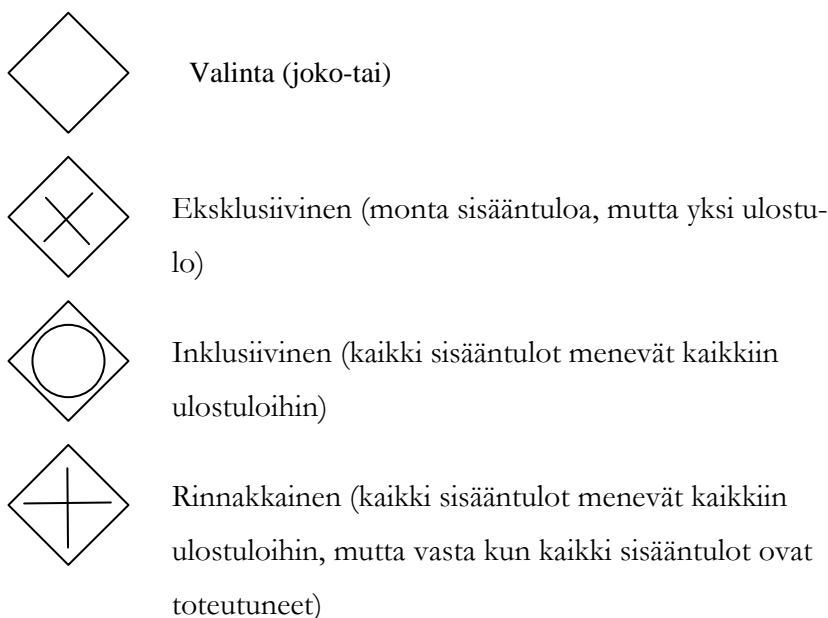 Valinta (joko-tai)
Eksklusiivinen (monta sisääntuloa, mutta yksi ulostu-
lo)
Inklusiivinen (kaikki sisääntulot menevät kaikkiin
ulostuloihin)
Rinnakkainen (kaikki sisääntulot menevät kaikkiin
ulostuloihin, mutta vasta kun kaikki sisääntulot ovat
toteutuneet)